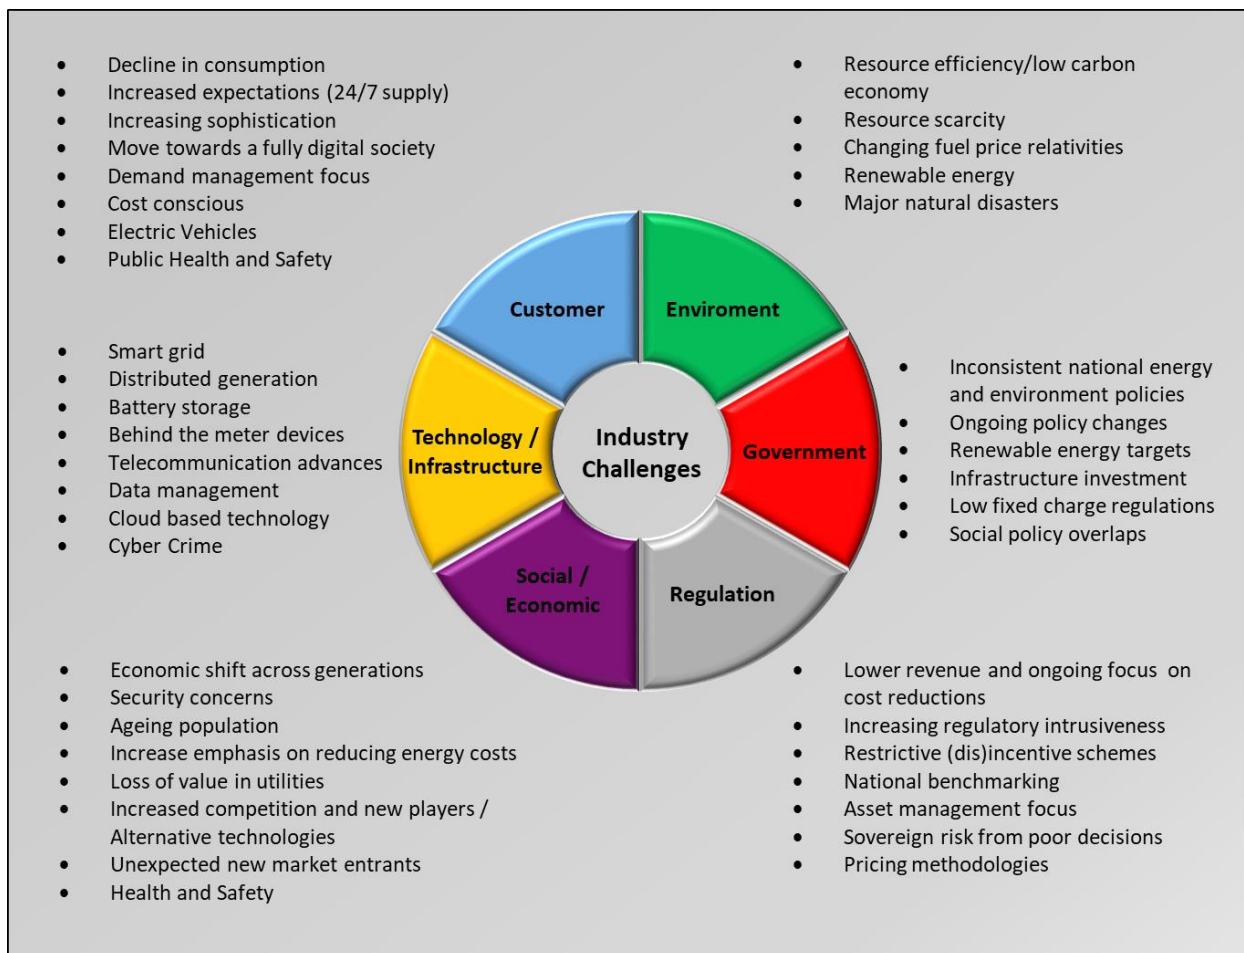 • Decline in consumption
• Increased expectations (24/7 supply)
• Increasing sophistication
• Move towards a fully digital society
• Demand management focus
• Cost conscious
• Electric Vehicles
• Public Health and Safety
• Resource efficiency/low carbon
economy
• Resource scarcity
• Changing fuel price relativities
• Renewable energy
• Major natural disasters
Customer
Enviroment
• Smart grid
• Distributed generation
• Battery storage
• Behind the meter devices
• Telecommunication advances
• Data management
• Cloud based technology
• Cyber Crime
Technology /
Infrastructure
Industry
Challenges
Government
• Inconsistent national energy
and environment policies
• Ongoing policy changes
• Renewable energy targets
• Infrastructure investment
• Low fixed charge regulations
• Social policy overlaps
Social /
Economic
Regulation
• Economic shift across generations
• Security concerns
• Ageing population
• Increase emphasis on reducing energy costs
• Loss of value in utilities
• Increased competition and new players /
Alternative technologies
• Unexpected new market entrants
• Health and Safety
• Lower revenue and ongoing focus on
cost reductions
• Increasing regulatory intrusiveness
• Restrictive (dis)incentive schemes
• National benchmarking
• Asset management focus
• Sovereign risk from poor decisions
• Pricing methodologies